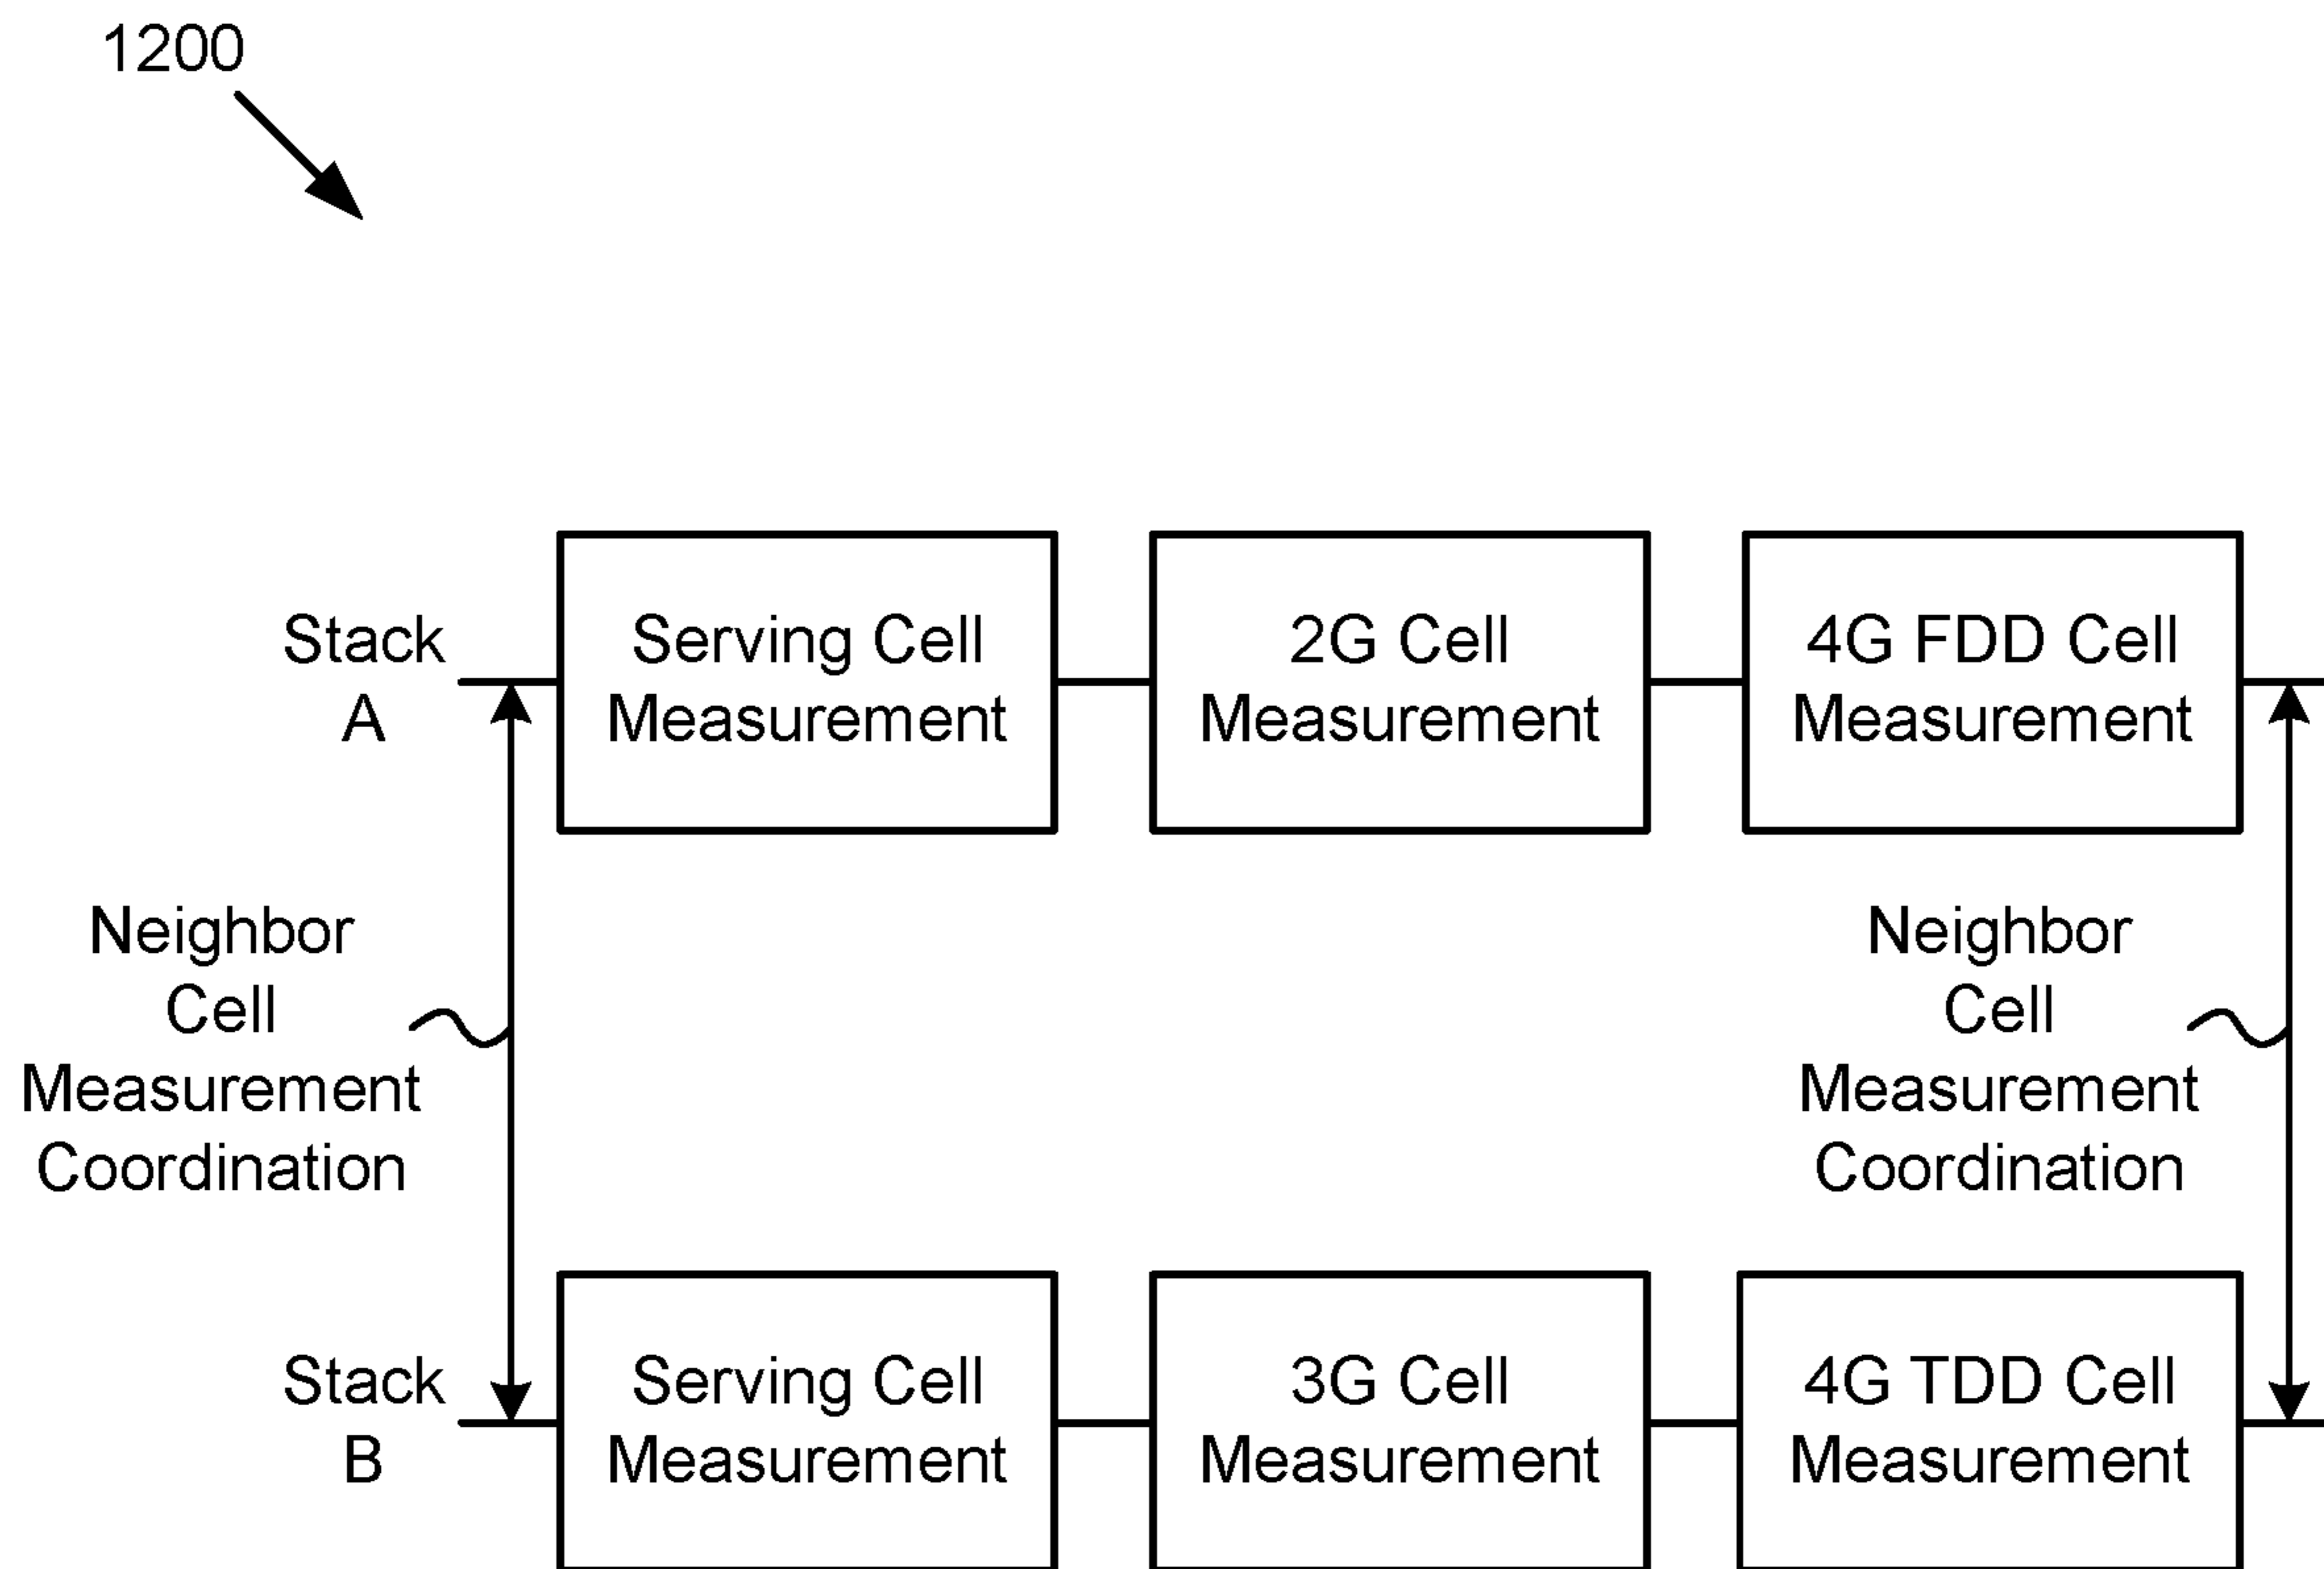 1200
Stack
A
Serving Cell
Measurement
2G Cell
Measurement
4G FDD Cell
Measurement
Neighbor
Cell
Measurement
Coordination
Neighbor
Cell
Measurement
Coordination
Stack
B
Serving Cell
Measurement
3G Cell
Measurement
4G TDD Cell
Measurement